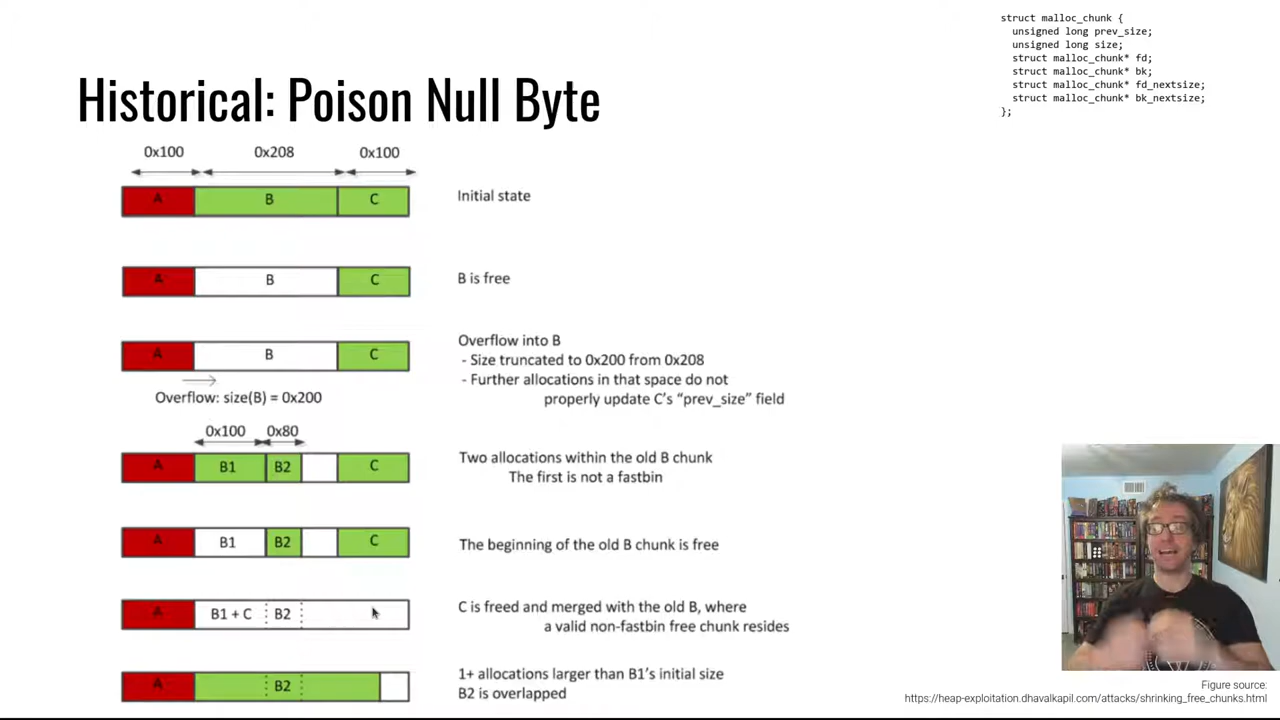 struct malloc_chunk {
unsigned long prev_size;
unsigned long size;
struct malloc_chunk* fd;
struct malloc_chunk* bk;
struct malloc_chunk* fd_nextsize;
struct malloc_chunk* bk_nextsize;
};
Historical: Poison Null Byte
0x100 0x208 0x100
A B C Initial state
A B C B is free
Overflow into B
- Size truncated to 0x200 from 0x208
A B C
- Further allocations in that space do not
properly update C's "prev_size" field
Overflow: size(B) = 0x200
0x100 0x80
Two allocations within the old B chunk
A B1 B2 C
The first is not a fastbin
A B1 B2 C The beginning of the old B chunk is free
C is freed and merged with the old B, where
A B1 + C B2
a valid non-fastbin free chunk resides
1+ allocations larger than B1's initial size
A B2
B2 is overlapped
Figure source:
https://heap-exploitation.dhavalkapil.com/attacks/shrinking_free_chunks.html